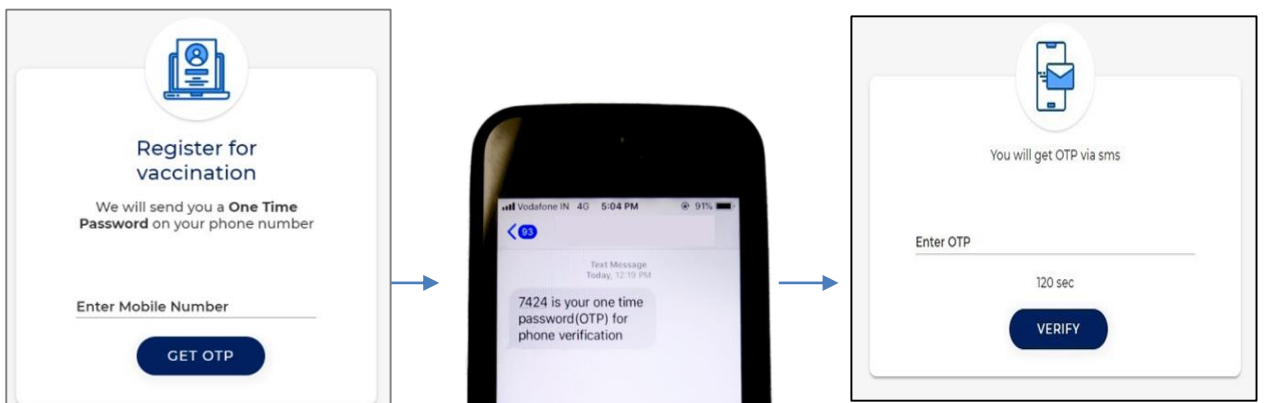 Register for
vaccination
We will send you a One Time
Password on your phone number
Enter Mobile Number
GET OTP
Vodafone IN 4G 5:04 PM 91%
93
Text Message
Today, 12:19 PM
7424 is your one time
password(OTP) for
phone verification
You will get OTP via sms
Enter OTP
120 sec
VERIFY